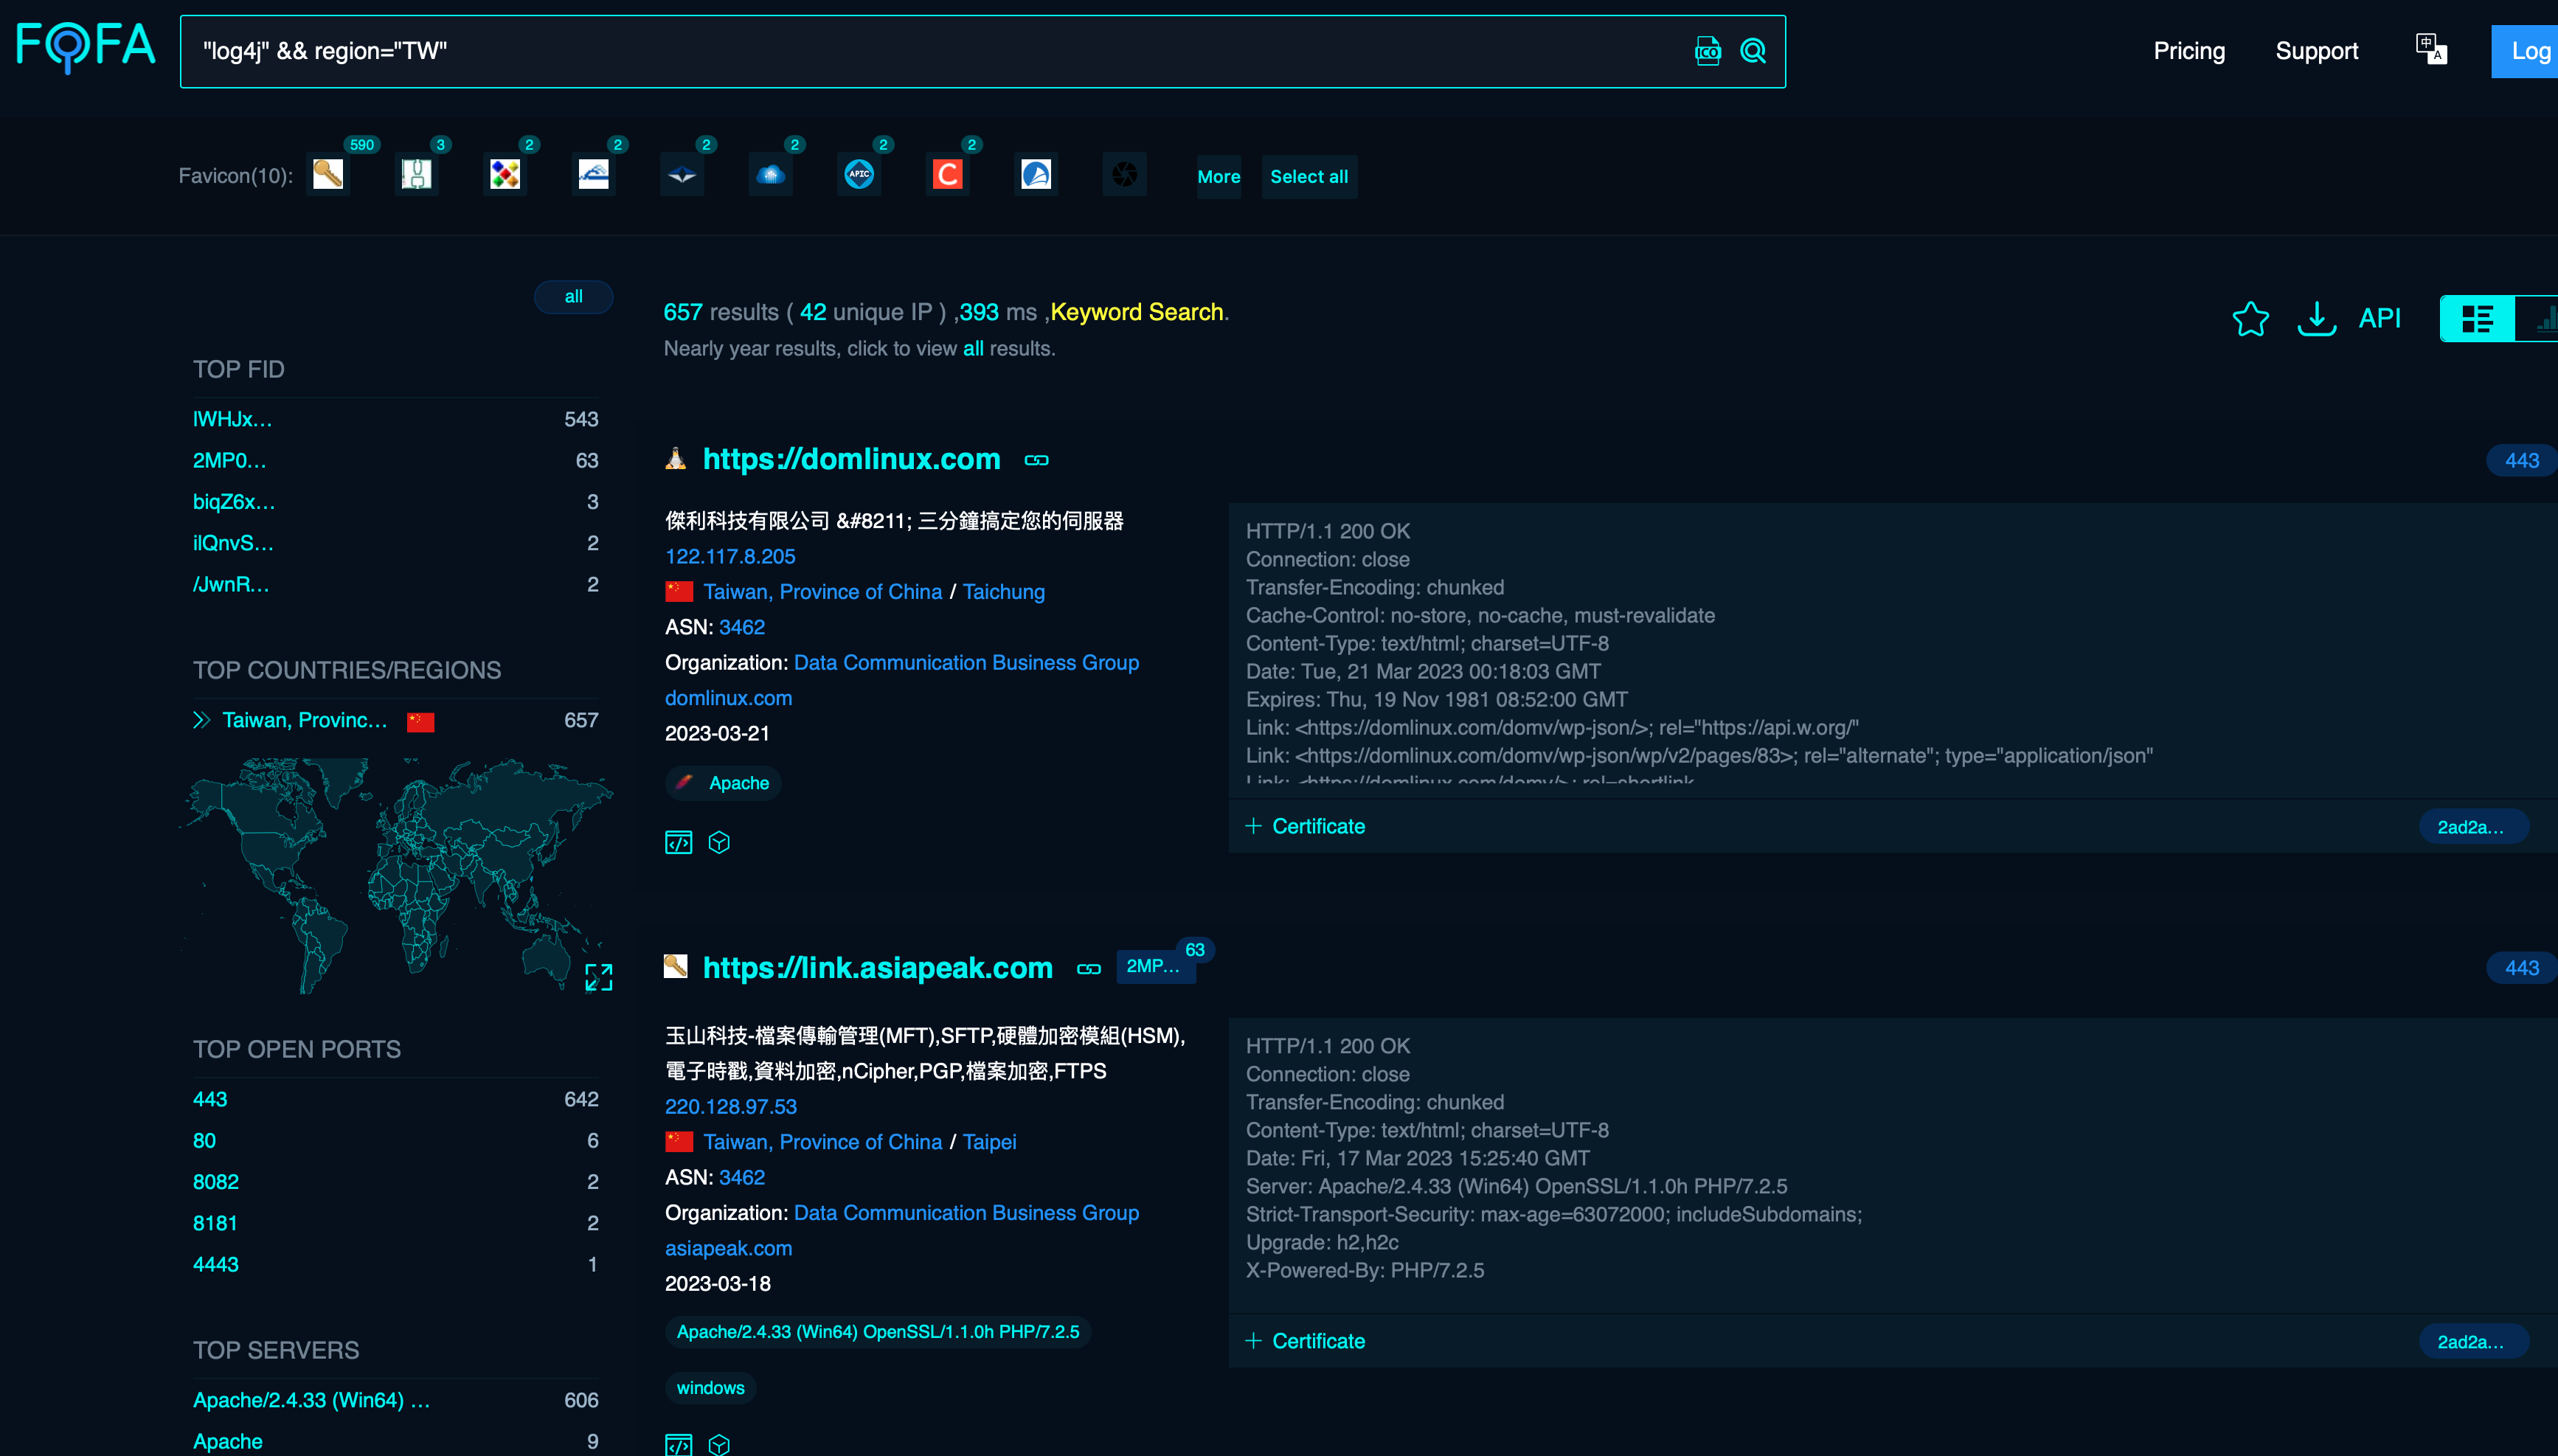 FOFA
"log4j" && region="TW"
ICO
Pricing
Support
中 A
Log
Favicon(10):
590
3
2
2
2
2
2
APIC
2
C
More
Select all
all
TOP FID
lWHJx... 543
2MP0... 63
biqZ6x... 3
ilQnvS... 2
/JwnR... 2
TOP COUNTRIES/REGIONS
Taiwan, Provinc... 657
TOP OPEN PORTS
443 642
80 6
8082 2
8181 2
4443 1
TOP SERVERS
Apache/2.4.33 (Win64) ... 606
Apache 9
657 results ( 42 unique IP ) ,393 ms ,Keyword Search.
Nearly year results, click to view all results.
API
https://domlinux.com
443
傑利科技有限公司 &#8211; 三分鐘搞定您的伺服器
122.117.8.205
Taiwan, Province of China / Taichung
ASN: 3462
Organization: Data Communication Business Group
domlinux.com
2023-03-21
Apache
HTTP/1.1 200 OK
Connection: close
Transfer-Encoding: chunked
Cache-Control: no-store, no-cache, must-revalidate
Content-Type: text/html; charset=UTF-8
Date: Tue, 21 Mar 2023 00:18:03 GMT
Expires: Thu, 19 Nov 1981 08:52:00 GMT
Link: <https://domlinux.com/domv/wp-json/>; rel="https://api.w.org/"
Link: <https://domlinux.com/domv/wp-json/wp/v2/pages/83>; rel="alternate"; type="application/json"
Link: <https://domlinux.com/domv/>; rel=shortlink
+ Certificate
2ad2a...
https://link.asiapeak.com
2MP...
63
443
玉山科技-檔案傳輸管理(MFT),SFTP,硬體加密模組(HSM),
電子時戳,資料加密,nCipher,PGP,檔案加密,FTPS
220.128.97.53
Taiwan, Province of China / Taipei
ASN: 3462
Organization: Data Communication Business Group
asiapeak.com
2023-03-18
Apache/2.4.33 (Win64) OpenSSL/1.1.0h PHP/7.2.5
windows
HTTP/1.1 200 OK
Connection: close
Transfer-Encoding: chunked
Content-Type: text/html; charset=UTF-8
Date: Fri, 17 Mar 2023 15:25:40 GMT
Server: Apache/2.4.33 (Win64) OpenSSL/1.1.0h PHP/7.2.5
Strict-Transport-Security: max-age=63072000; includeSubdomains;
Upgrade: h2,h2c
X-Powered-By: PHP/7.2.5
+ Certificate
2ad2a...